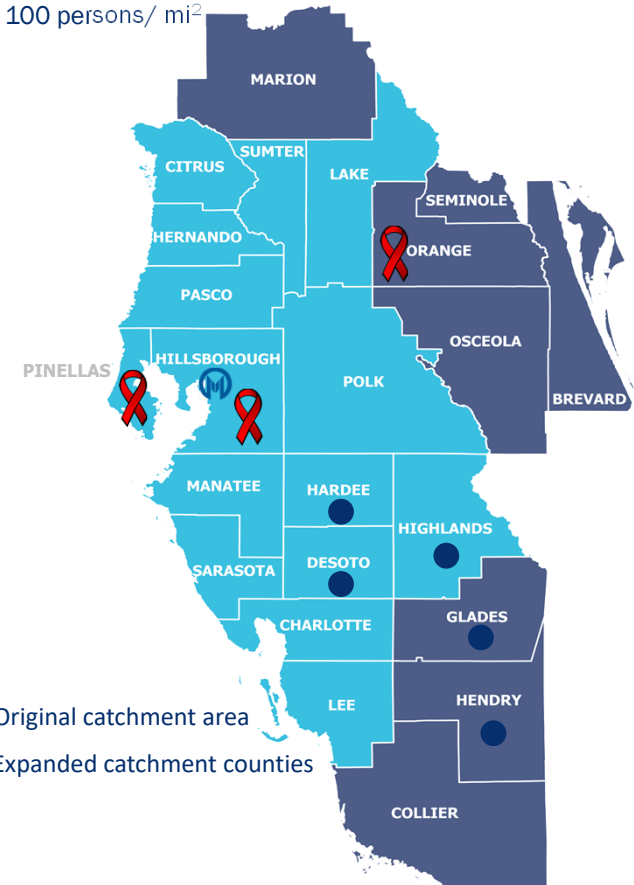 100 persons/ mi²
MARION
SUMTER
CITRUS
LAKE
SEMINOLE
HERNANDO
ORANGE
PASCO
OSCEOLA
HILLSBOROUGH
PINELLAS
POLK
BREVARD
MANATEE
HARDEE
HIGHLANDS
SARASOTA
DESOTO
GLADES
CHARLOTTE
HENDRY
LEE
Original catchment area
Expanded catchment counties
COLLIER